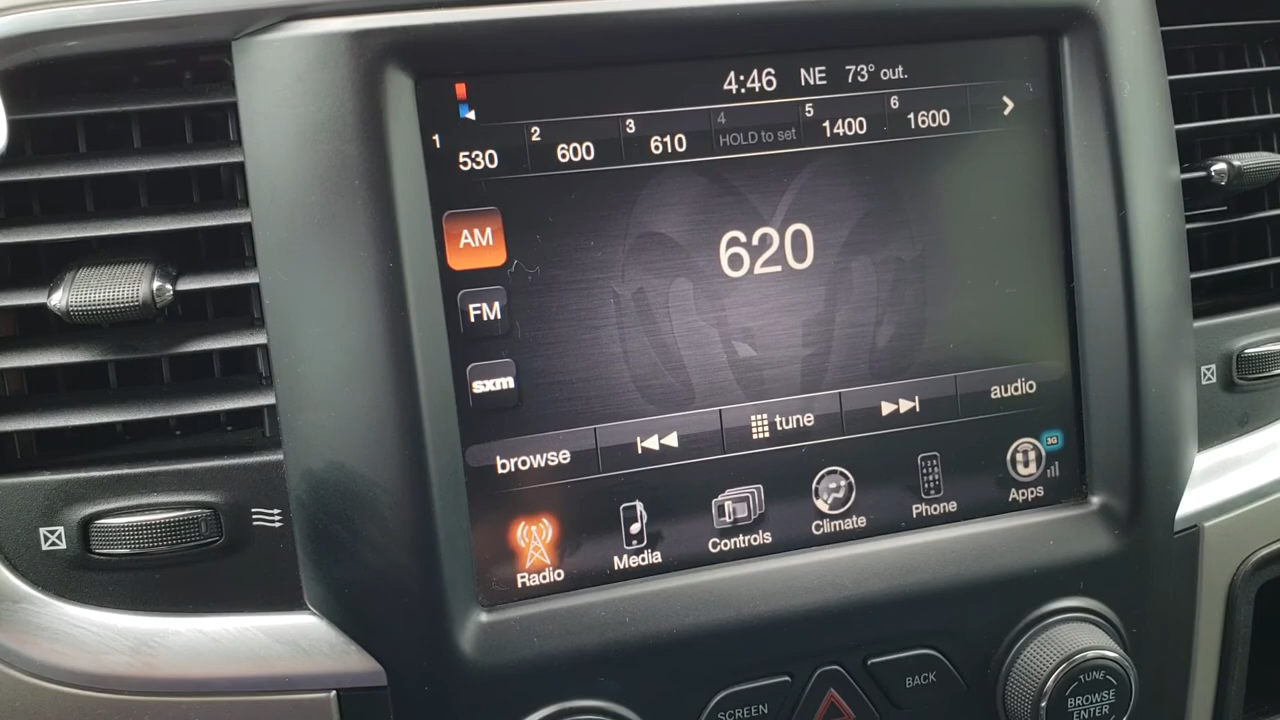 4:46 NE 73° out.
1 530 2 600 3 610 4 HOLD to set 5 1400 6 1600
AM
620
FM
sxm
browse tune audio
3G
Radio Media Controls Climate Phone Apps
SCREEN
BACK
TUNE
BROWSE
ENTER